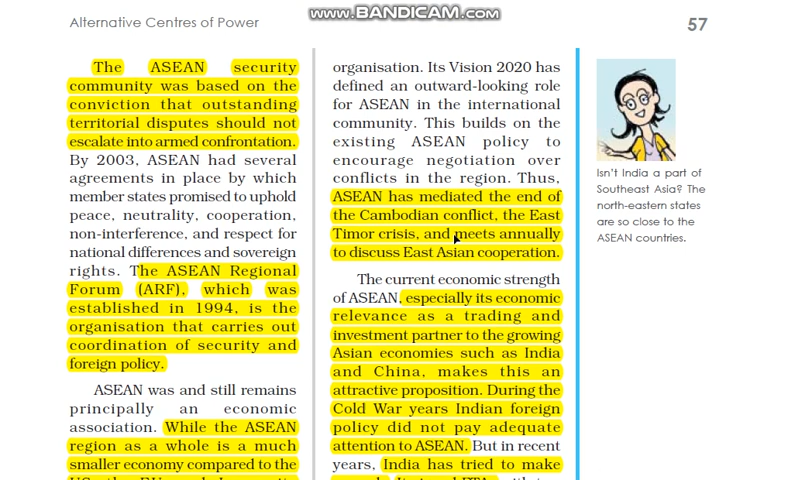 Alternative Centres of Power
www.BANDICAM.com
57
The ASEAN security
community was based on the
conviction that outstanding
territorial disputes should not
escalate into armed confrontation.
By 2003, ASEAN had several
agreements in place by which
member states promised to uphold
peace, neutrality, cooperation,
non-interference, and respect for
national differences and sovereign
rights. The ASEAN Regional
Forum (ARF), which was
established in 1994, is the
organisation that carries out
coordination of security and
foreign policy.
ASEAN was and still remains
principally an economic
association. While the ASEAN
region as a whole is a much
smaller economy compared to the
organisation. Its Vision 2020 has
defined an outward-looking role
for ASEAN in the international
community. This builds on the
existing ASEAN policy to
encourage negotiation over
conflicts in the region. Thus,
ASEAN has mediated the end of
the Cambodian conflict, the East
Timor crisis, and meets annually
to discuss East Asian cooperation.
The current economic strength
of ASEAN, especially its economic
relevance as a trading and
investment partner to the growing
Asian economies such as India
and China, makes this an
attractive proposition. During the
Cold War years Indian foreign
policy did not pay adequate
attention to ASEAN. But in recent
years, India has tried to make
Isn't India a part of
Southeast Asia? The
north-eastern states
are so close to the
ASEAN countries.